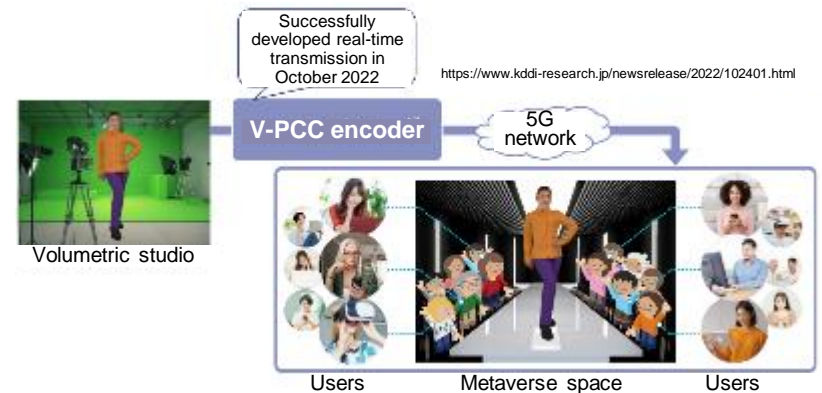 Successfully
developed real-time
transmission in
October 2022
https://www.kddi-research.jp/newsrelease/2022/102401.html
V-PCC encoder
5G
network
Volumetric studio
Users
Metaverse space
Users